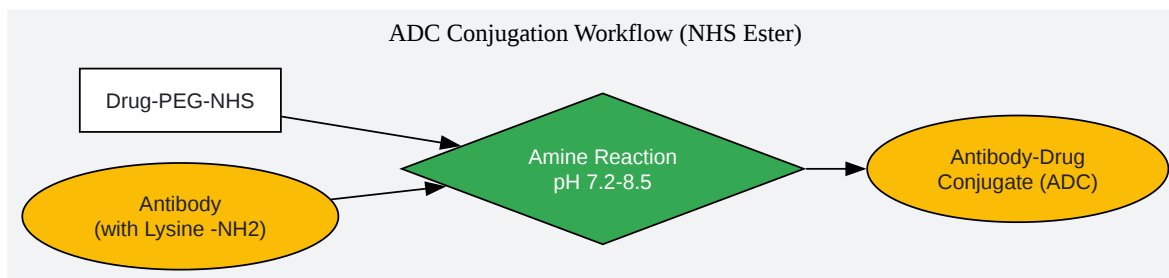 ADC Conjugation Workflow (NHS Ester)
Drug-PEG-NHS
Antibody
(with Lysine -NH2)
Amine Reaction
pH 7.2-8.5
Antibody-Drug
Conjugate (ADC)